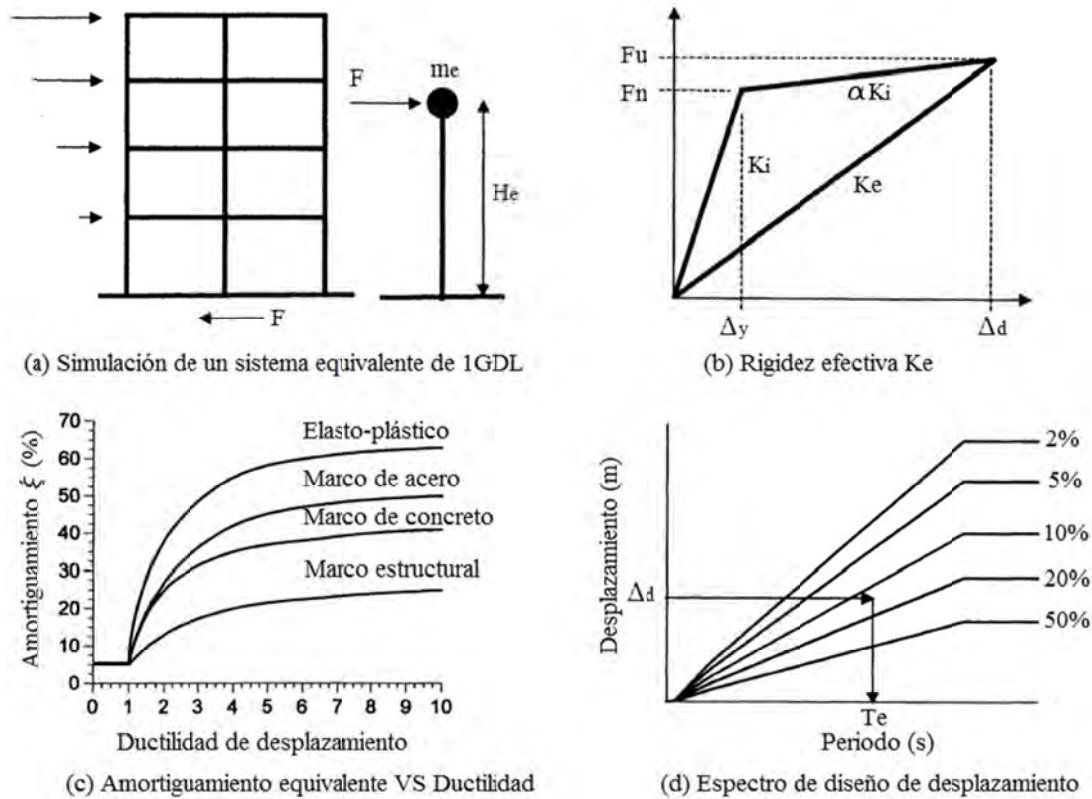 F
me
He
F
(a) Simulación de un sistema equivalente de 1GDL
Fu
Fn
αKi
Ki
Ke
Δy
Δd
(b) Rigidez efectiva Ke
Amortiguamiento ξ (%)
70
60
50
40
30
20
10
0
Elasto-plástico
Marco de acero
Marco de concreto
Marco estructural
0 1 2 3 4 5 6 7 8 9 10
Ductilidad de desplazamiento
(c) Amortiguamiento equivalente VS Ductilidad
Desplazamiento (m)
Δd
2%
5%
10%
20%
50%
Te
Periodo (s)
(d) Espectro de diseño de desplazamiento